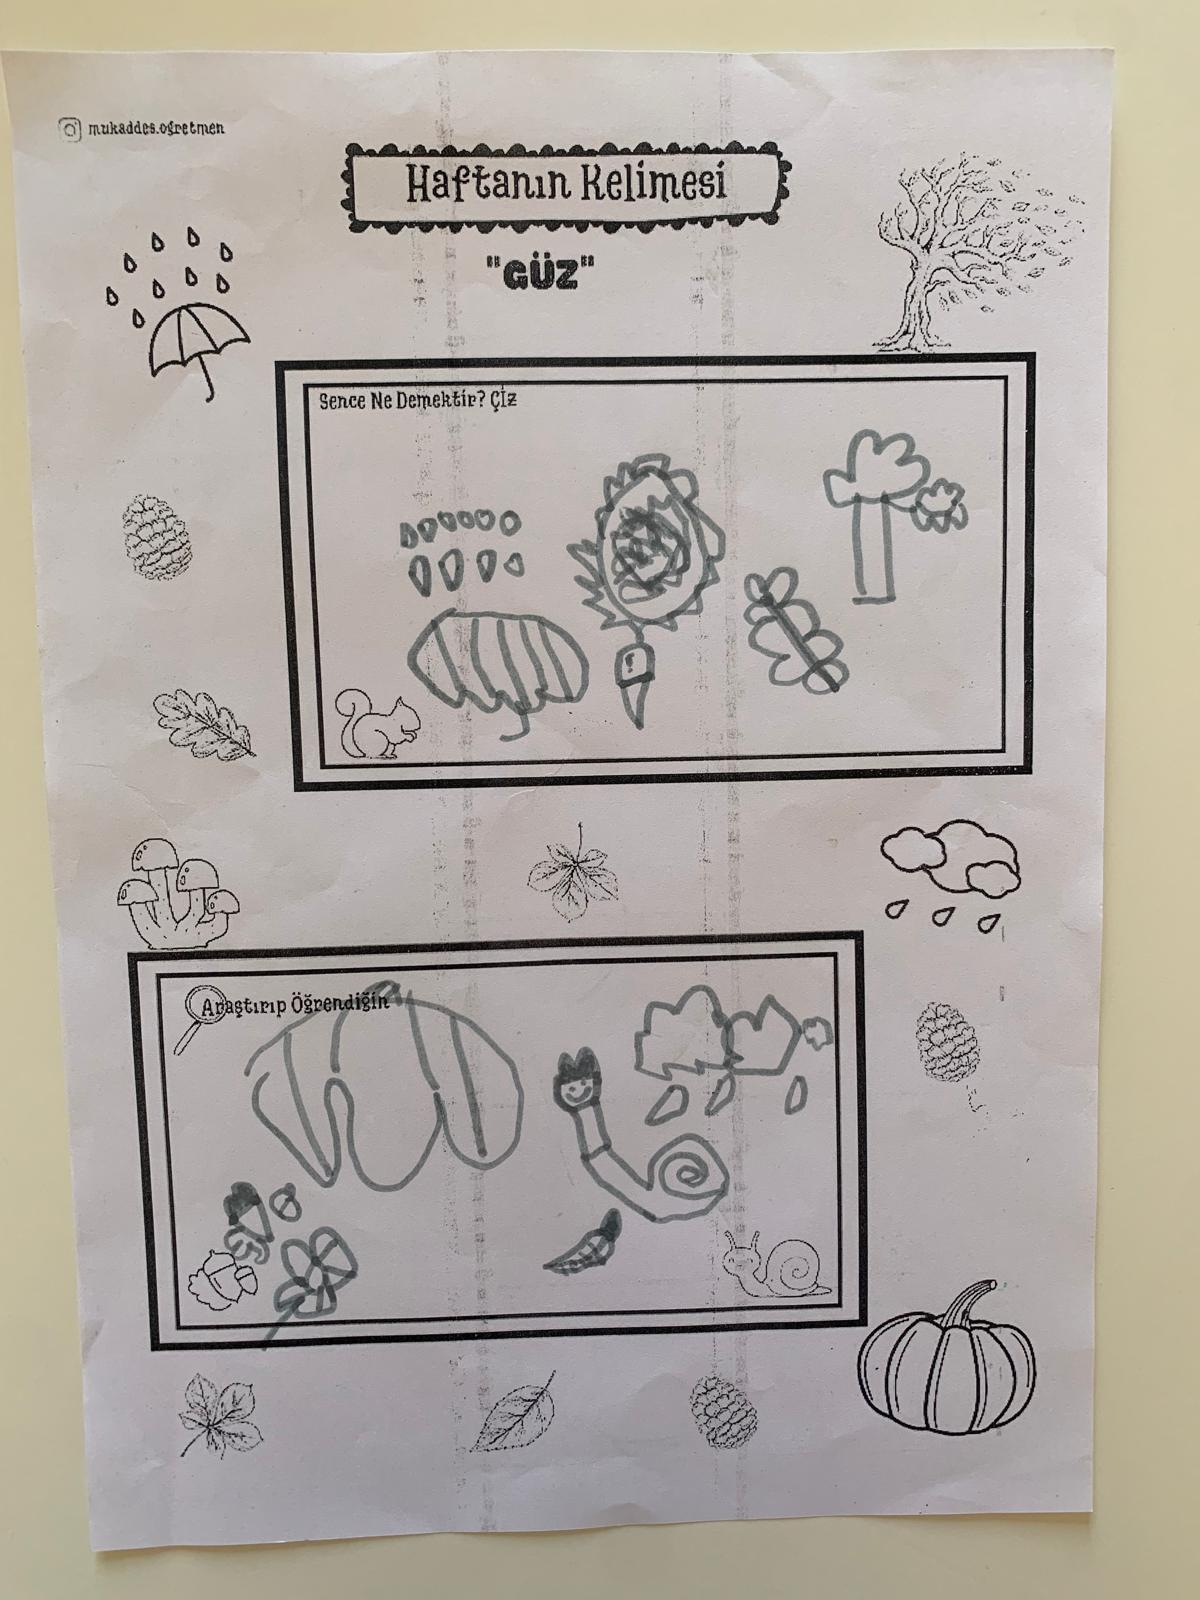 mukaddes.ogretmen
Haftanın Kelimesi
"GÜZ"
Sence Ne Demektir? Çiz
Araştırıp Öğrendiğin